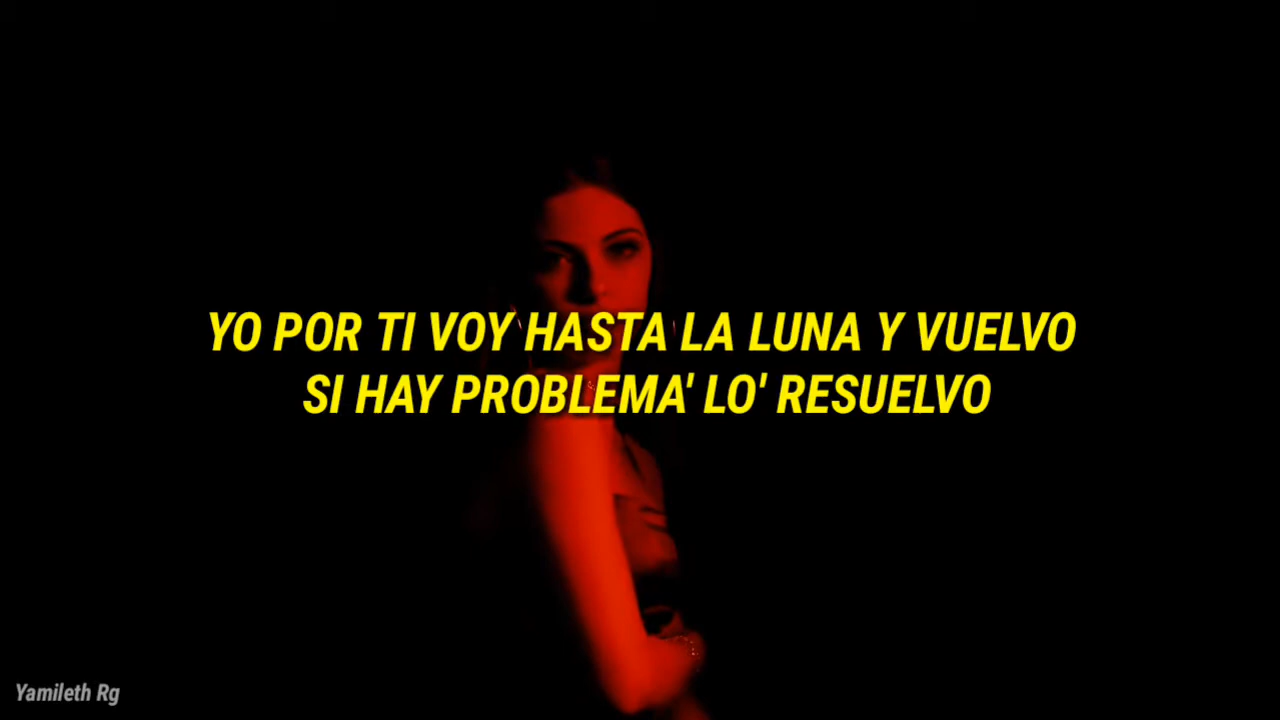 YO POR TI VOY HASTA LA LUNA Y VUELVO
SI HAY PROBLEMA' LO' RESUELVO
Yamileth Rg